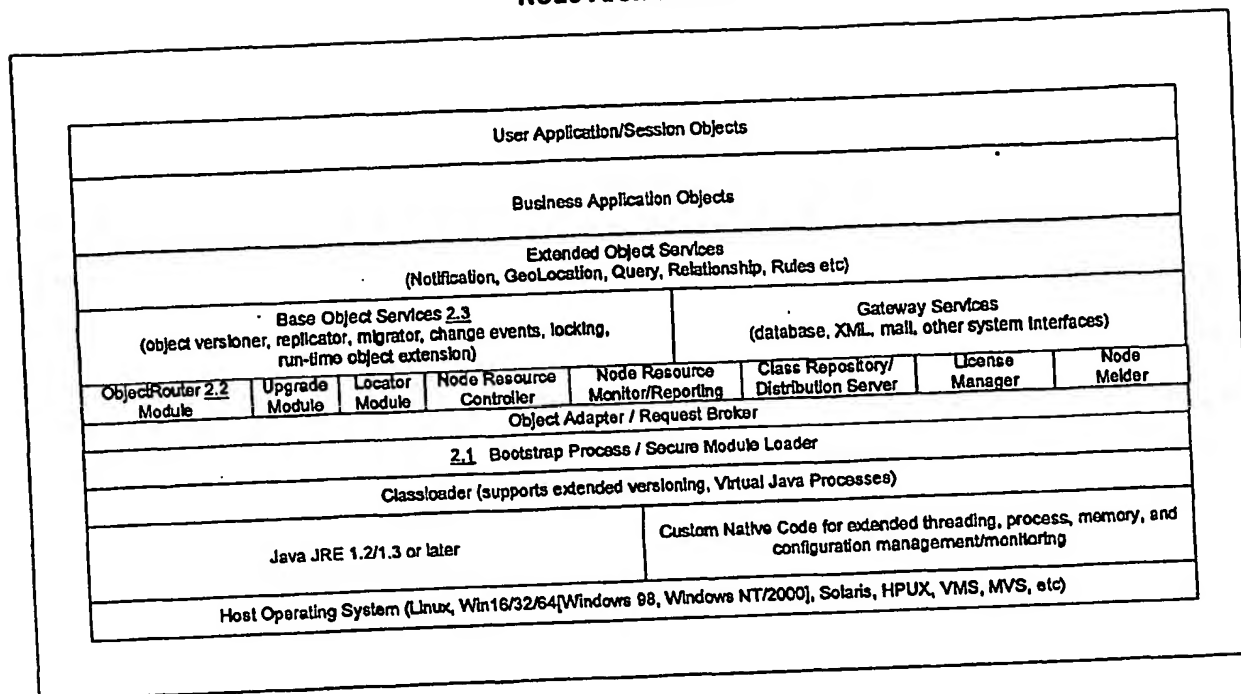 User Application/Session Objects
Business Application Objects
Extended Object Services
(Notification, GeoLocation, Query, Relationship, Rules etc)
Base Object Services 2.3
(object versioner, replicator, migrator, change events, locking,
run-time object extension)
Gateway Services
(database, XML, mail, other system interfaces)
ObjectRouter 2.2
Module
Upgrade
Module
Locator
Module
Node Resource
Controller
Node Resource
Monitor/Reporting
Class Repository/
Distribution Server
License
Manager
Node
Melder
Object Adapter / Request Broker
2.1 Bootstrap Process / Secure Module Loader
Classloader (supports extended versioning, Virtual Java Processes)
Java JRE 1.2/1.3 or later
Custom Native Code for extended threading, process, memory, and
configuration management/monitoring
Host Operating System (Linux, Win16/32/64[Windows 98, Windows NT/2000], Solaris, HPUX, VMS, MVS, etc)